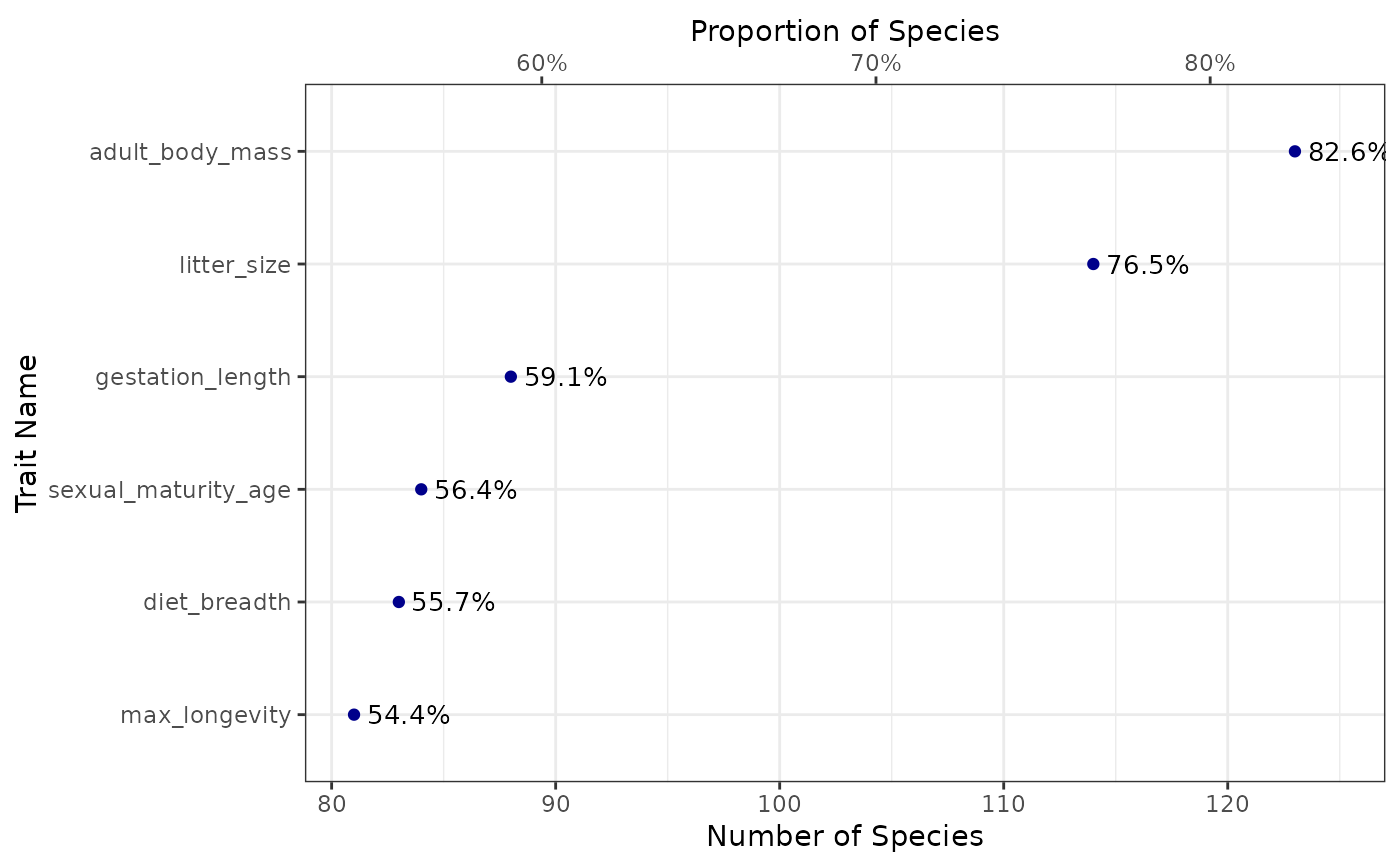 Proportion of Species
60% 70% 80%
adult_body_mass 82.6%
litter_size 76.5%
gestation_length 59.1%
Trait Name
sexual_maturity_age 56.4%
diet_breadth 55.7%
max_longevity 54.4%
80 90 100 110 120
Number of Species